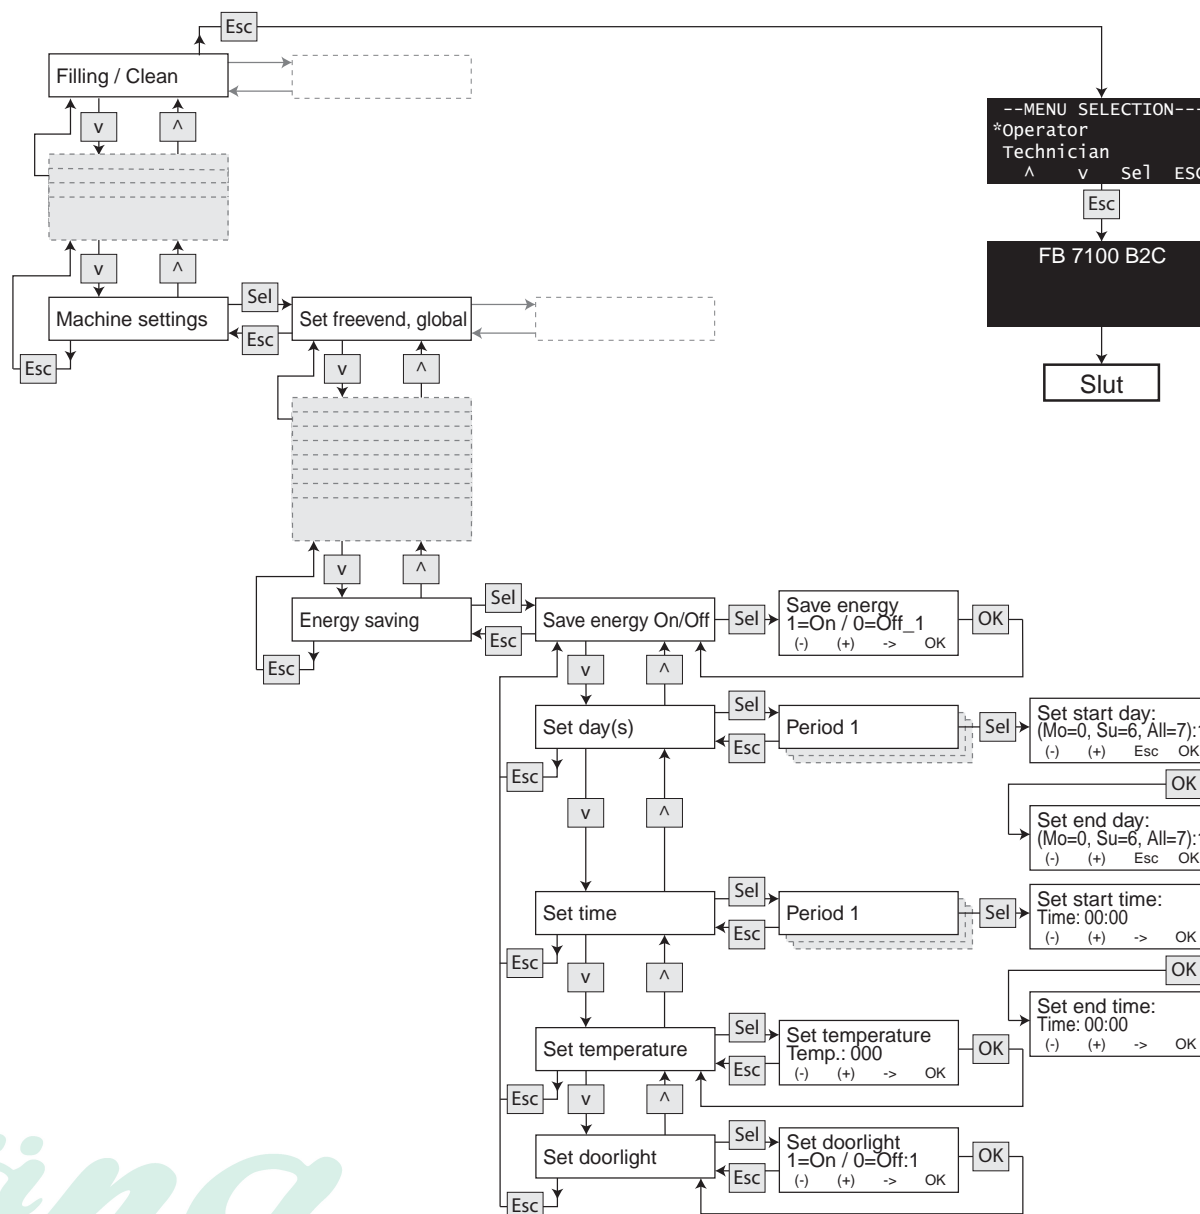 Esc
Filling / Clean
v ^
--MENU SELECTION---
*Operator
Technician
^ v Sel ESC
Esc
FB 7100 B2C
Slut
v ^
Machine settings
Sel
Esc
Set freevend, global
Esc
v ^
v ^
Energy saving
Sel
Esc
Save energy On/Off
Sel
Save energy
1=On / 0=Off_1
(-) (+) -> OK
OK
Esc
v ^
Set day(s)
Sel
Esc
Period 1
Sel
Set start day:
(Mo=0, Su=6, All=7):
(-) (+) Esc OK
Esc
OK
v ^
Set end day:
(Mo=0, Su=6, All=7):
(-) (+) Esc OK
Set time
Sel
Esc
Period 1
Sel
Set start time:
Time: 00:00
(-) (+) -> OK
Esc
v ^
OK
Set end time:
Time: 00:00
(-) (+) -> OK
Set temperature
Sel
Esc
Set temperature
Temp.: 000
(-) (+) -> OK
OK
Esc
v ^
Set doorlight
Sel
Esc
Set doorlight
1=On / 0=Off:1
(-) (+) -> OK
OK
Esc